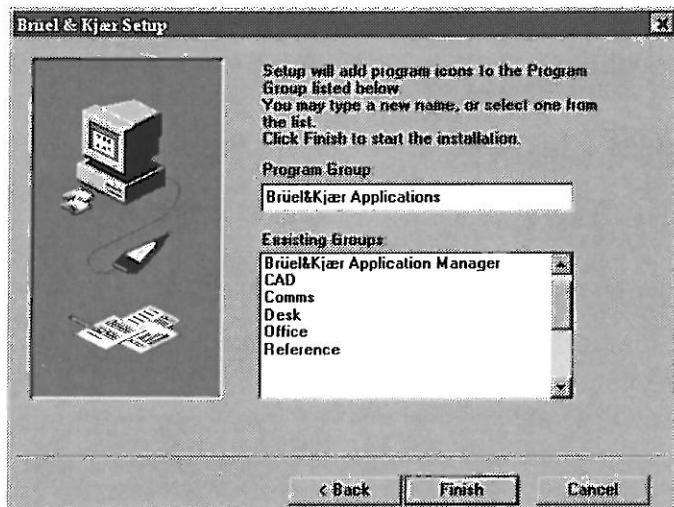 Brüel & Kjær Setup
Setup will add program icons to the Program
Group listed below
You may type a new name, or select one from
the list.
Click Finish to start the installation.
Program Group
Brüel&Kjær Applications
Exsisting Groups
Brüel&Kjær Application Manager
CAD
Comms
Desk
Office
Reference
< Back
Finish
Cancel